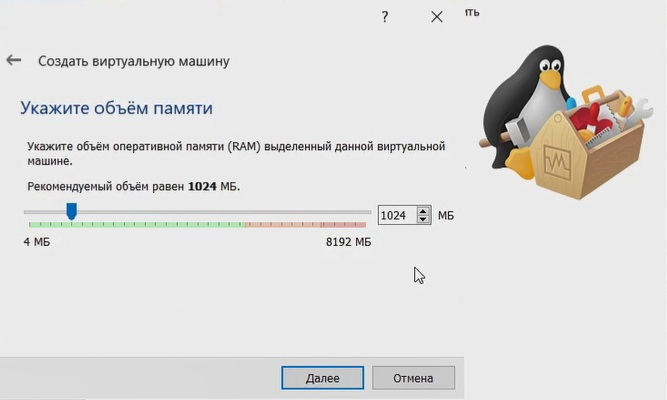 ?
ить
Создать виртуальную машину
Укажите объём памяти
Укажите объём оперативной памяти (RAM) выделенный данной виртуальной
машине.
Рекомендуемый объём равен 1024 МБ.
1024 МБ
4 МБ 8192 МБ
Далее Отмена